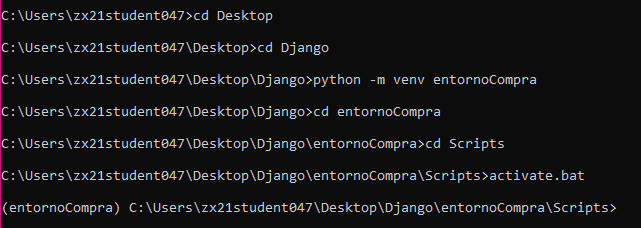 C:\Users\zx21student047>cd Desktop
C:\Users\zx21student047\Desktop>cd Django
C:\Users\zx21student047\Desktop\Django>python -m venv entornoCompra
C:\Users\zx21student047\Desktop\Django>cd entornoCompra
C:\Users\zx21student047\Desktop\Django\entornoCompra>cd Scripts
C:\Users\zx21student047\Desktop\Django\entornoCompra\Scripts>activate.bat
(entornoCompra) C:\Users\zx21student047\Desktop\Django\entornoCompra\Scripts>